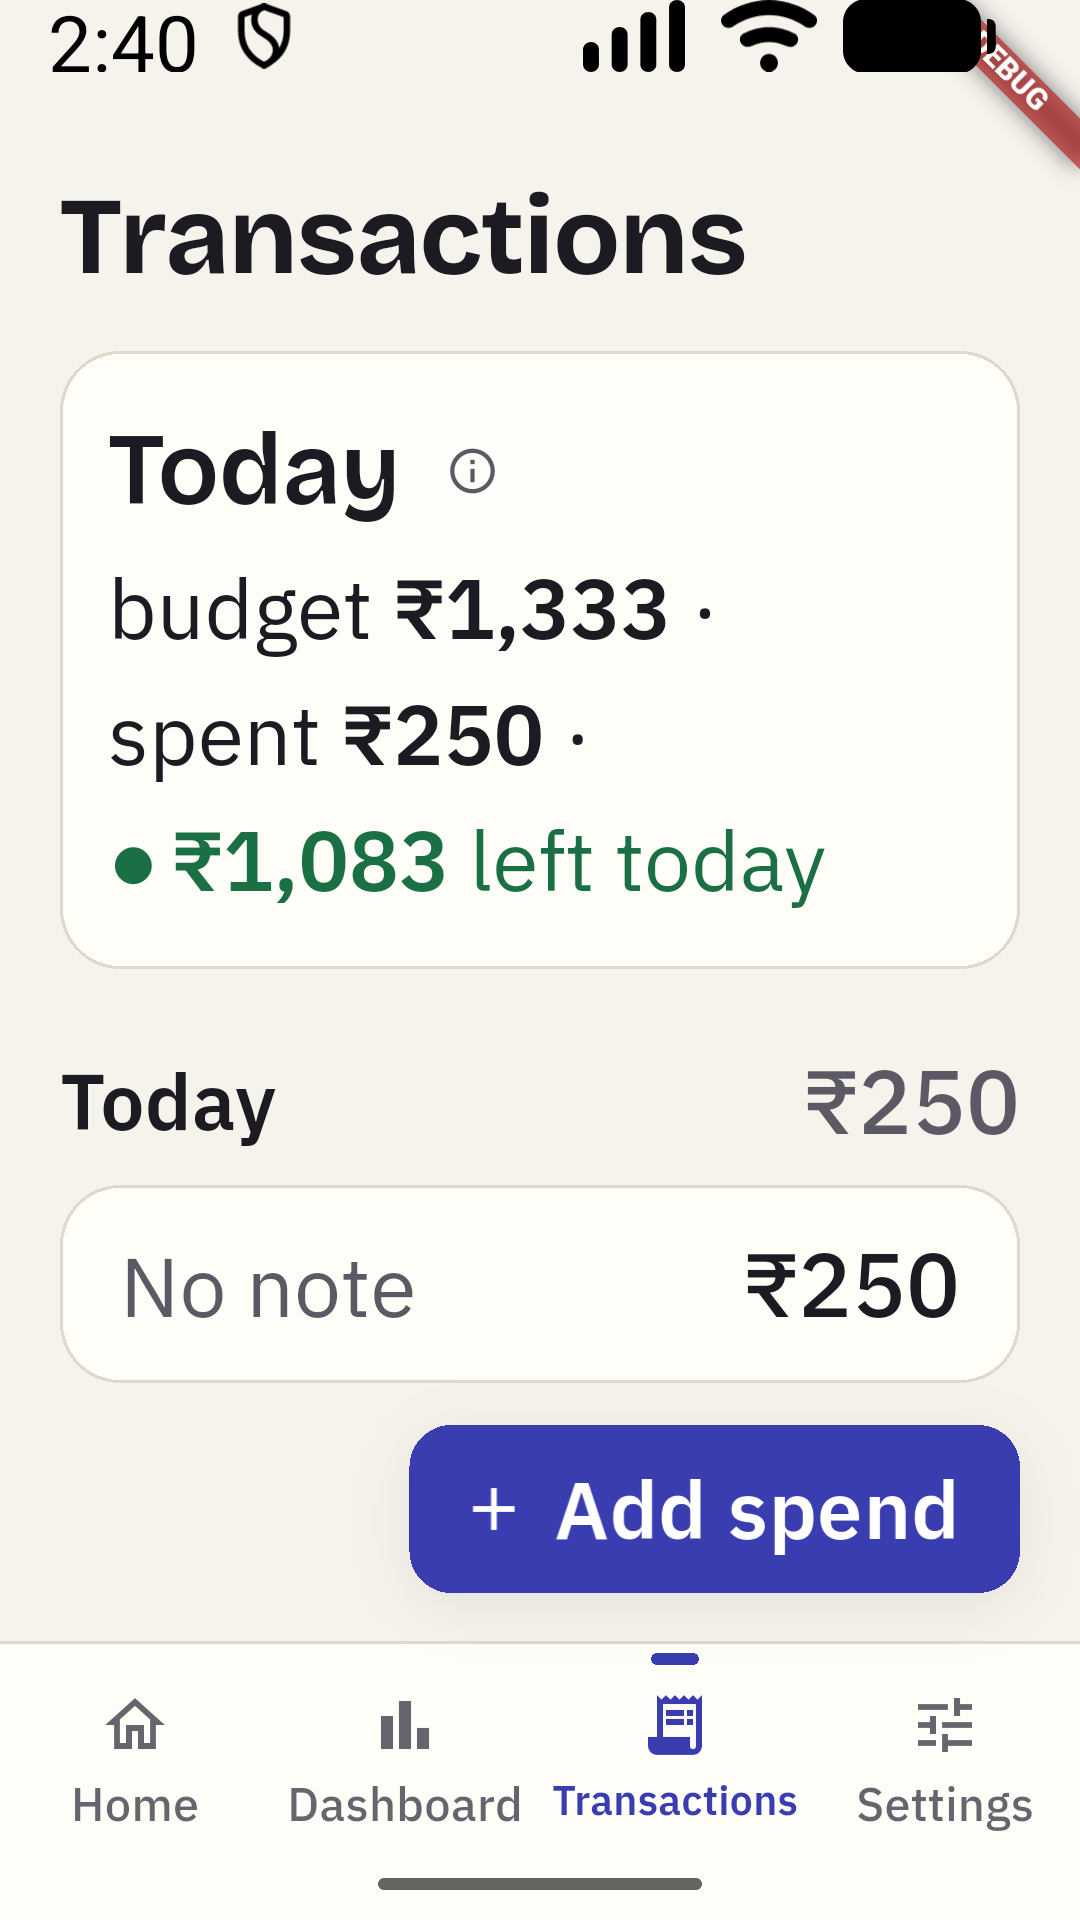 2:40
DEBUG
Transactions
Today
budget ₹1,333 ·
spent ₹250 ·
● ₹1,083 left today
Today ₹250
No note ₹250
+ Add spend
Home Dashboard Transactions Settings